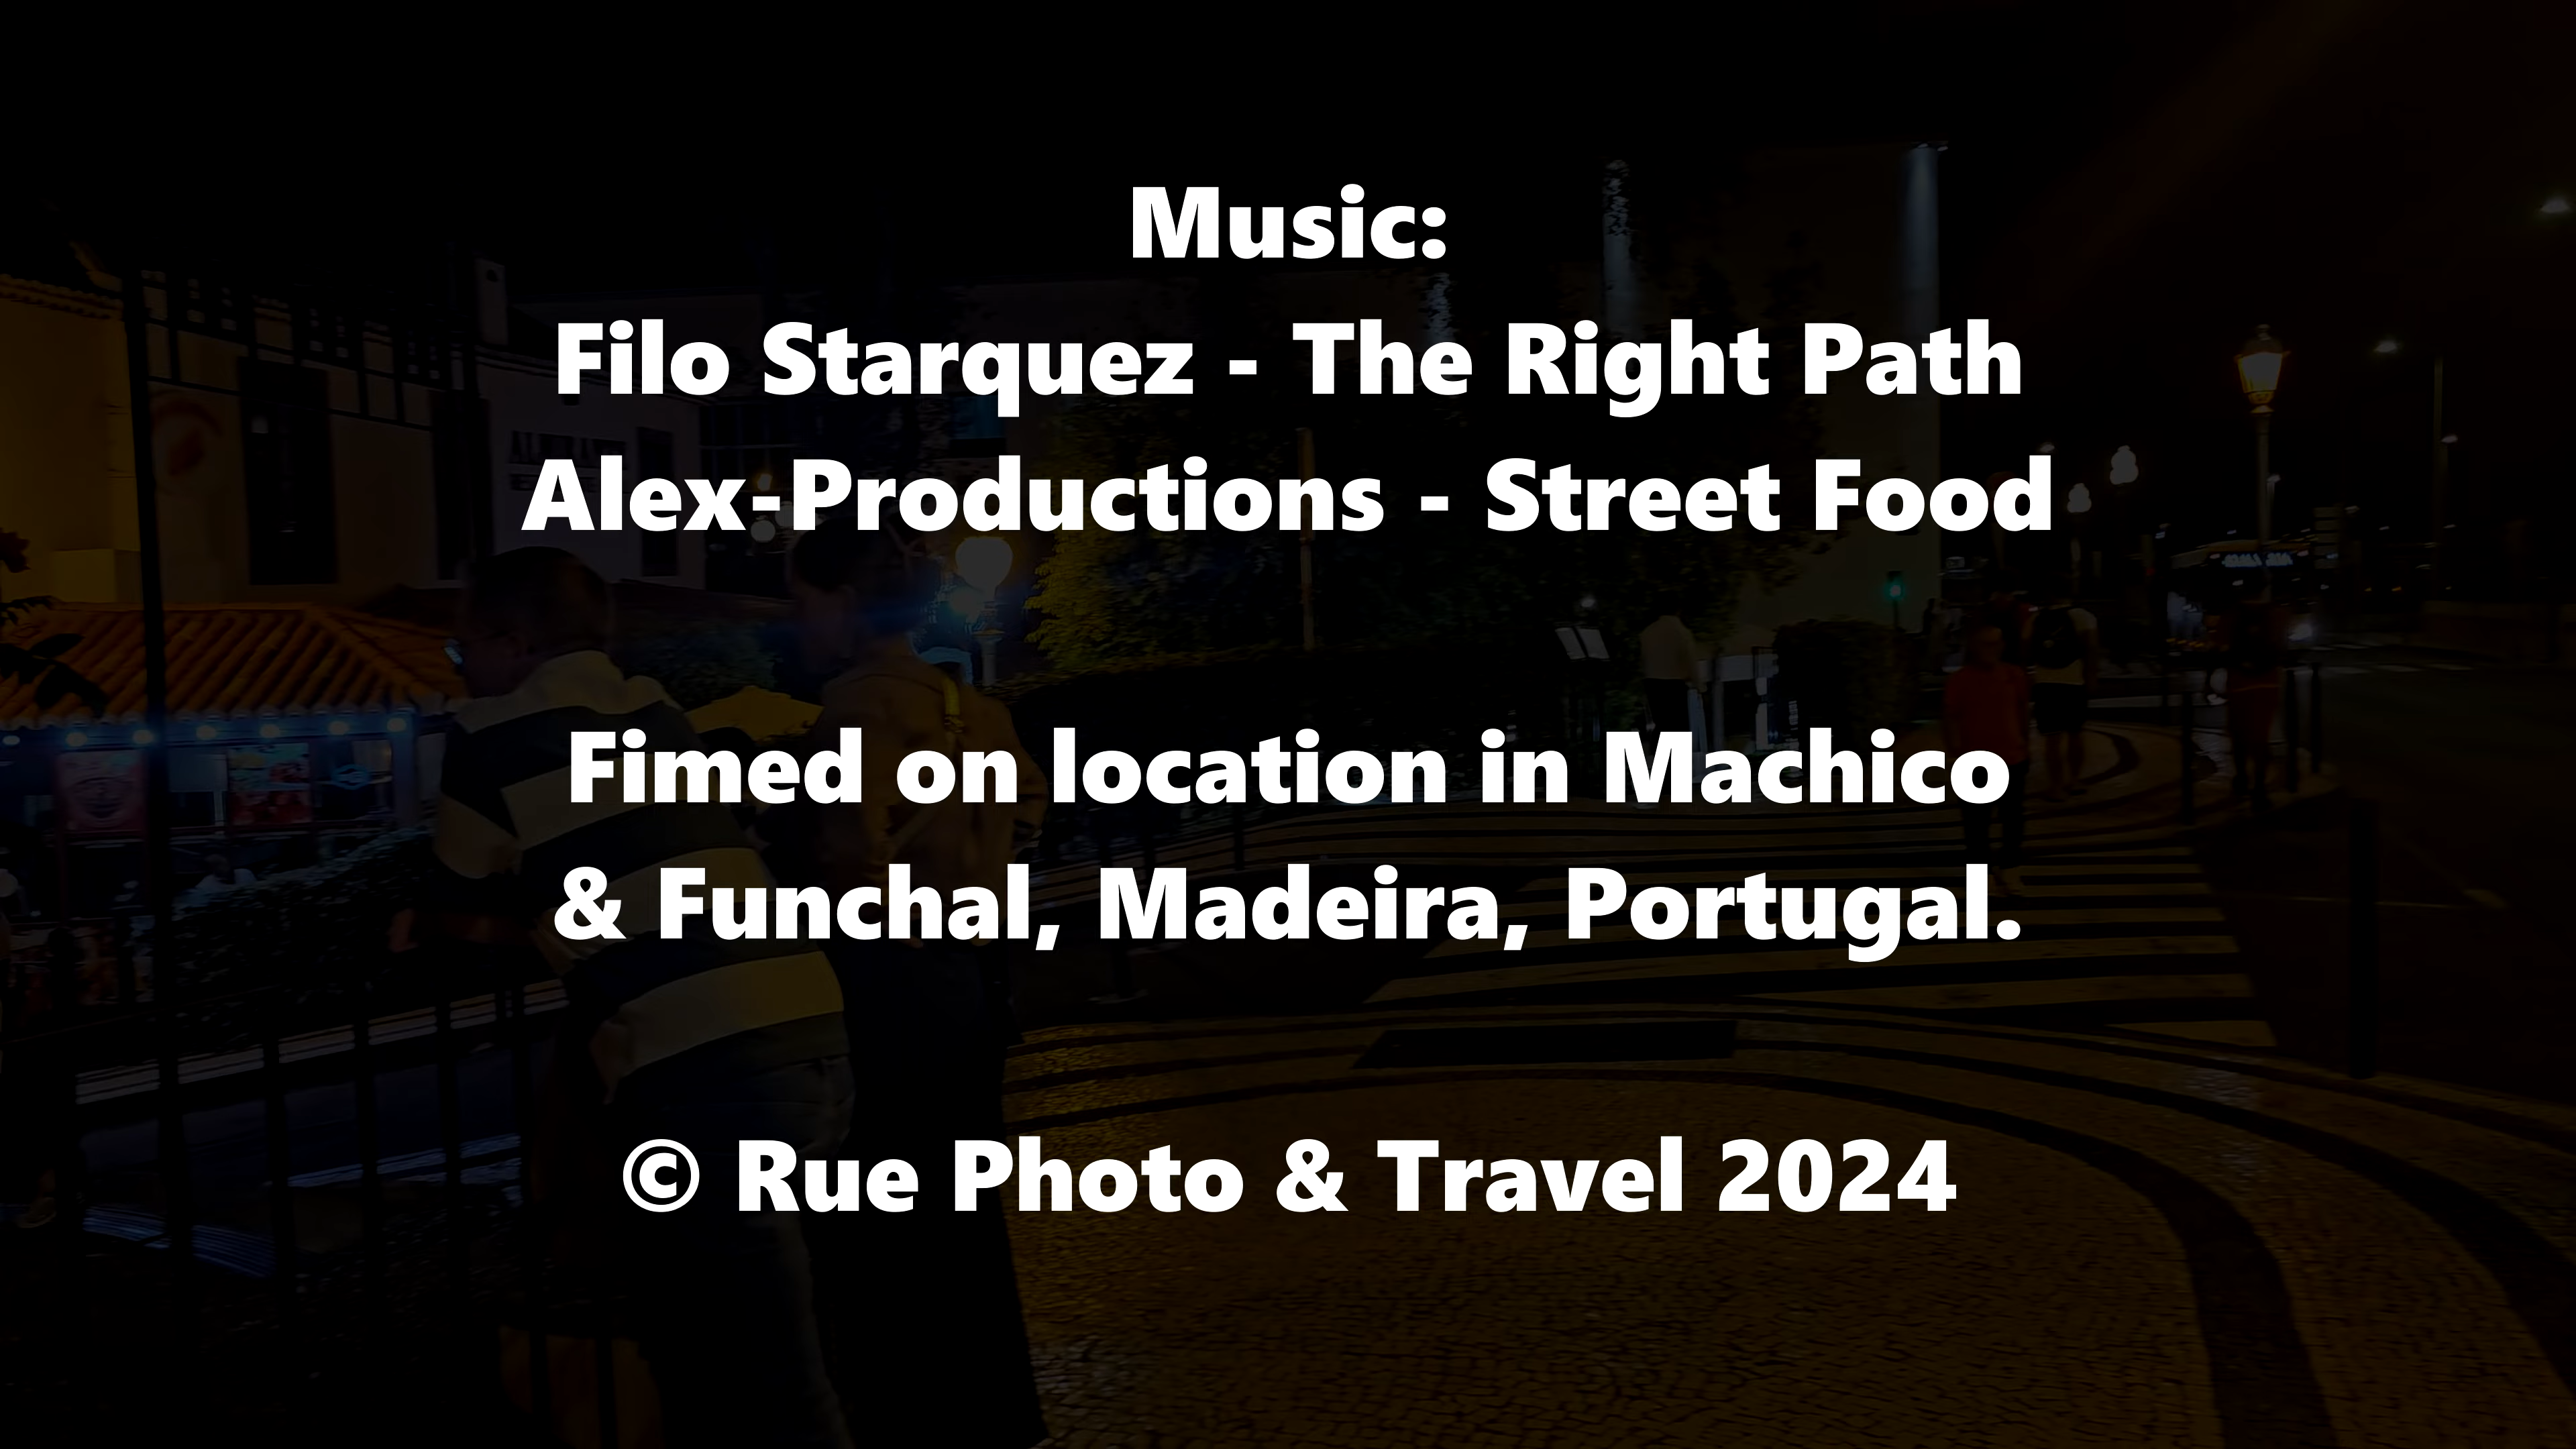 Music:
Filo Starquez - The Right Path
Alex-Productions - Street Food
Fimed on location in Machico
& Funchal, Madeira, Portugal.
© Rue Photo & Travel 2024